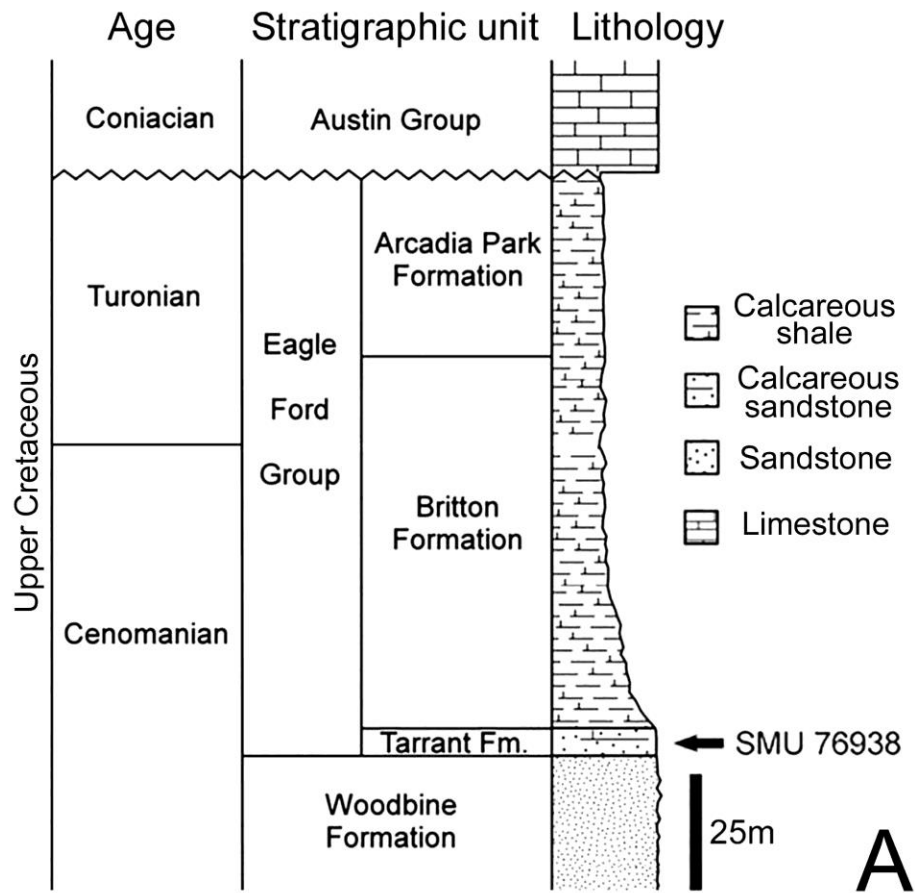 Age Stratigraphic unit Lithology
Coniacian Austin Group
Arcadia Park
Formation
Turonian
Eagle
Ford
Group
Britton
Formation
Cenomanian
Tarrant Fm.
Woodbine
Formation
Upper Cretaceous
Calcareous
shale
Calcareous
sandstone
Sandstone
Limestone
SMU 76938
25m
A